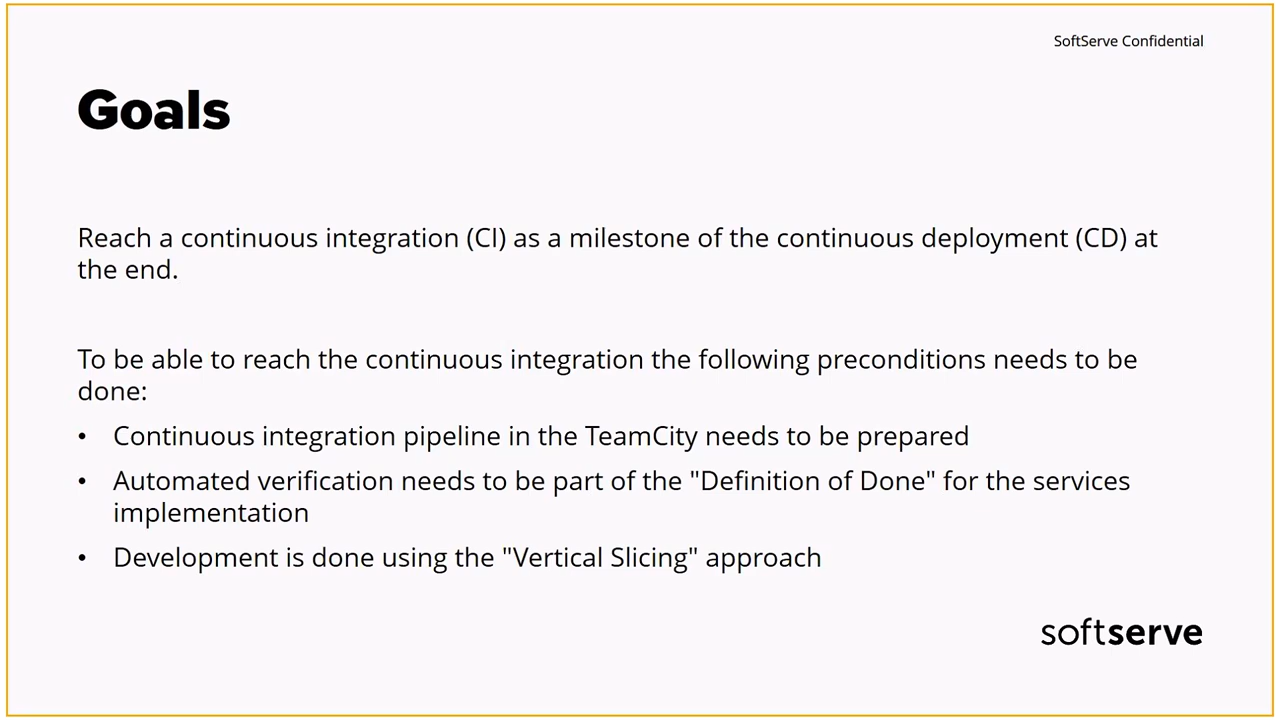 SoftServe Confidential
Goals
Reach a continuous integration (CI) as a milestone of the continuous deployment (CD) at
the end.
To be able to reach the continuous integration the following preconditions needs to be
done:
• Continuous integration pipeline in the TeamCity needs to be prepared
• Automated verification needs to be part of the "Definition of Done" for the services
implementation
• Development is done using the "Vertical Slicing" approach
softserve